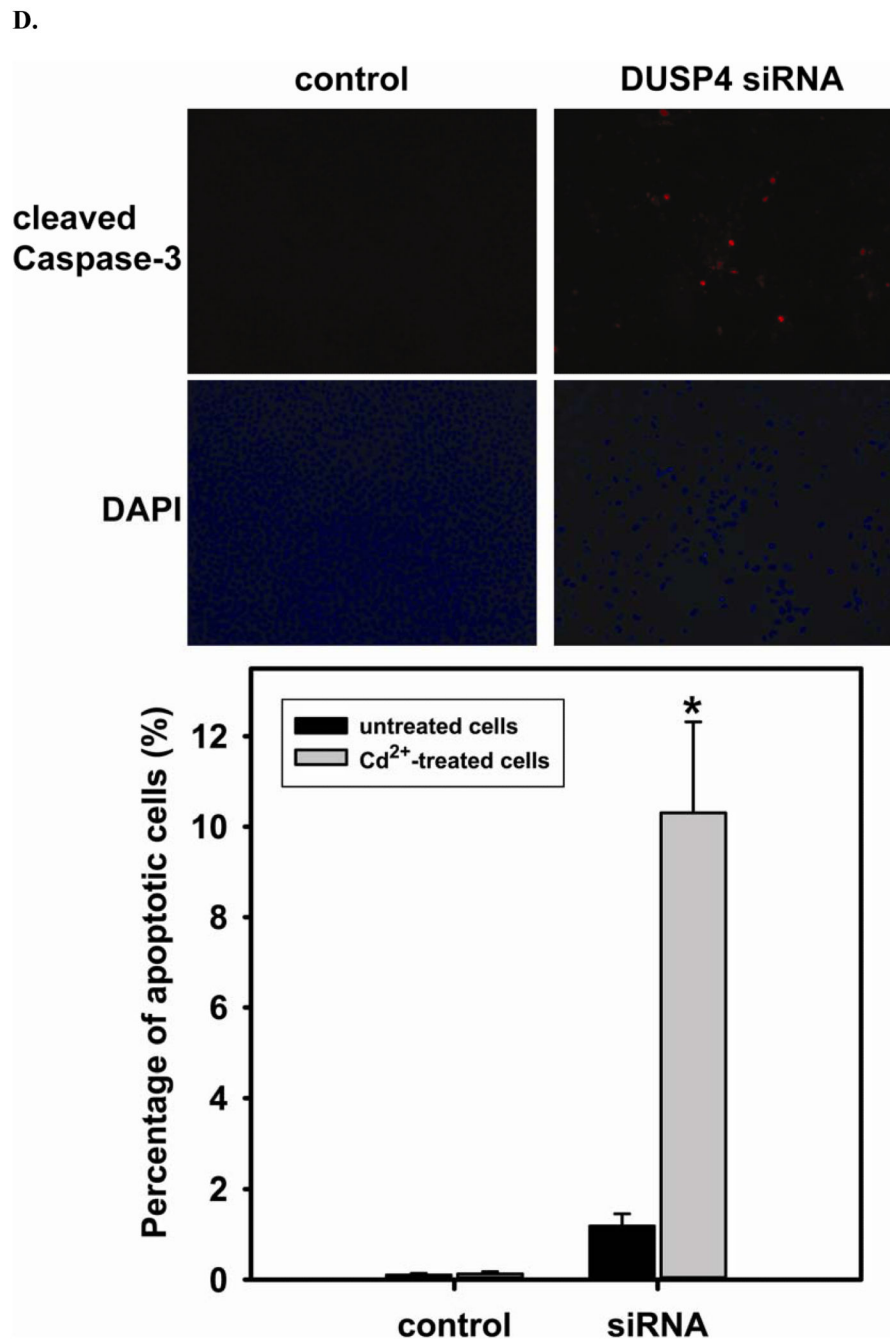 D.
control DUSP4 siRNA
cleaved
Caspase-3
DAPI
Percentage of apoptotic cells (%)
untreated cells
Cd²⁺-treated cells
*
12
10
8
6
4
2
0
control siRNA